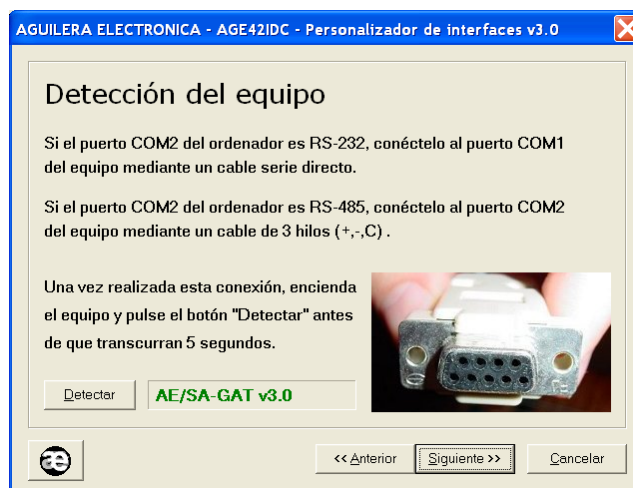 AGUILERA ELECTRONICA - AGE42IDC - Personalizador de interfaces v3.0
Detección del equipo
Si el puerto COM2 del ordenador es RS-232, conéctelo al puerto COM1
del equipo mediante un cable serie directo.
Si el puerto COM2 del ordenador es RS-485, conéctelo al puerto COM2
del equipo mediante un cable de 3 hilos (+,-,C) .
Una vez realizada esta conexión, encienda
el equipo y pulse el botón "Detectar" antes
de que transcurran 5 segundos.
Detectar AE/SA-GAT v3.0
æ << Anterior Siguiente >> Cancelar